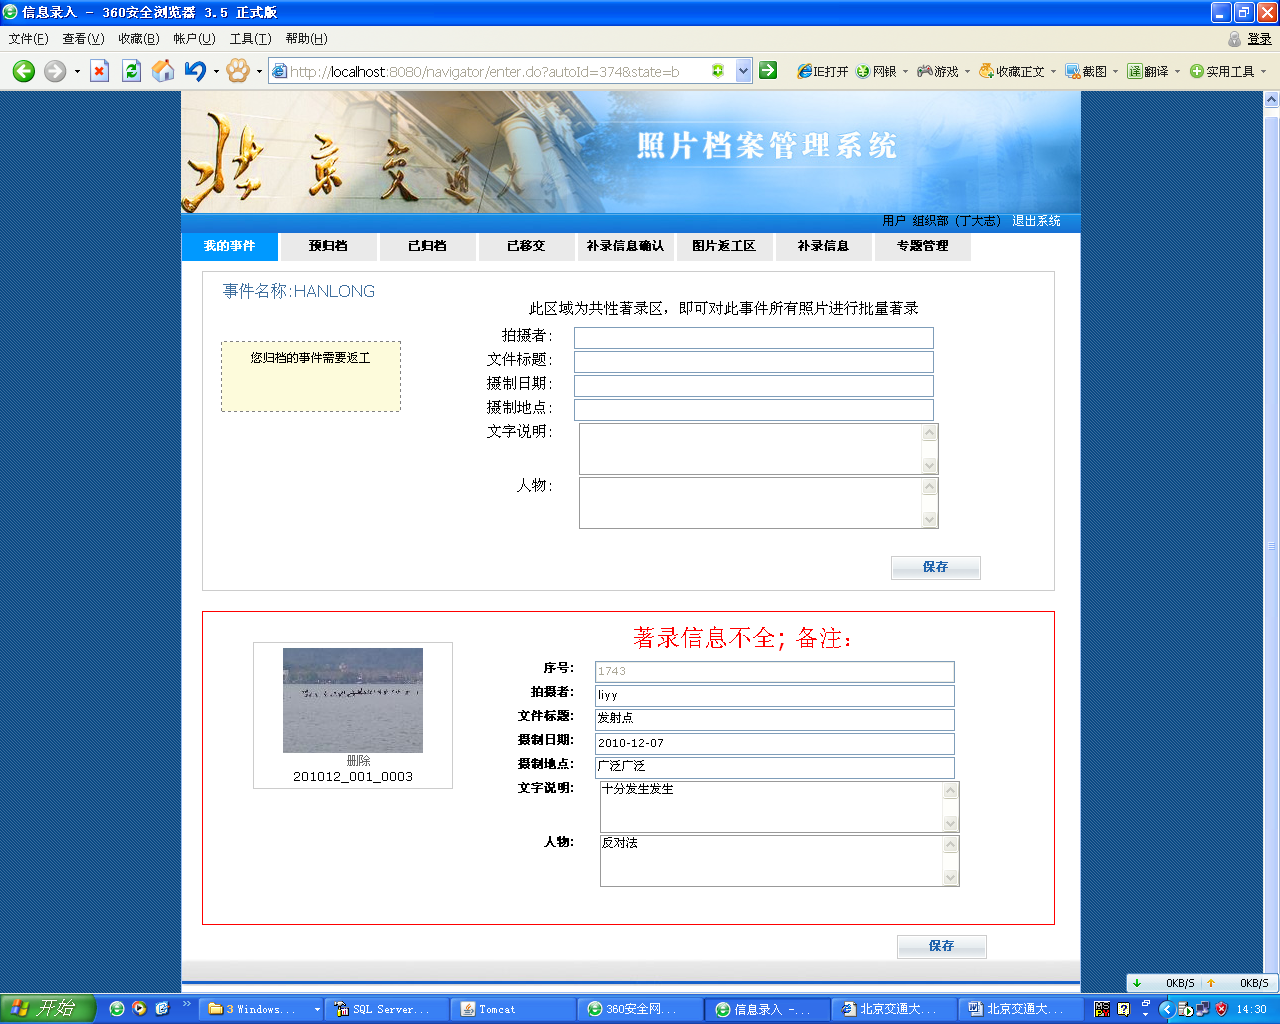 信息录入 - 360安全浏览器 3.5 正式版
文件(F) 查看(V) 收藏(B) 帐户(U) 工具(T) 帮助(H) 登录
http://localhost:8080/navigator/enter.do?autoId=374&state=b IE打开 网银 游戏 收藏正文 截图 翻译 实用工具
北京交通大
照片档案管理系统
用户 组织部 (丁大志) 退出系统
我的事件 预归档 已归档 已移交 补录信息确认 图片返工区 补录信息 专题管理
事件名称:HANLONG
此区域为共性著录区，即可对此事件所有照片进行批量著录
您归档的事件需要返工
拍摄者:
文件标题:
摄制日期:
摄制地点:
文字说明:
人物:
保存
著录信息不全；备注：
序号: 1743
拍摄者: liyy
文件标题: 发射点
摄制日期: 2010-12-07
摄制地点: 广泛广泛
文字说明: 十分发生发生
人物: 反对法
删除
201012_001_0003
保存
0KB/S 0KB/S
开始 3 Windows... SQL Server... Tomcat 360安全网... 信息录入 -... 北京交通大... 北京交通大... 14:30